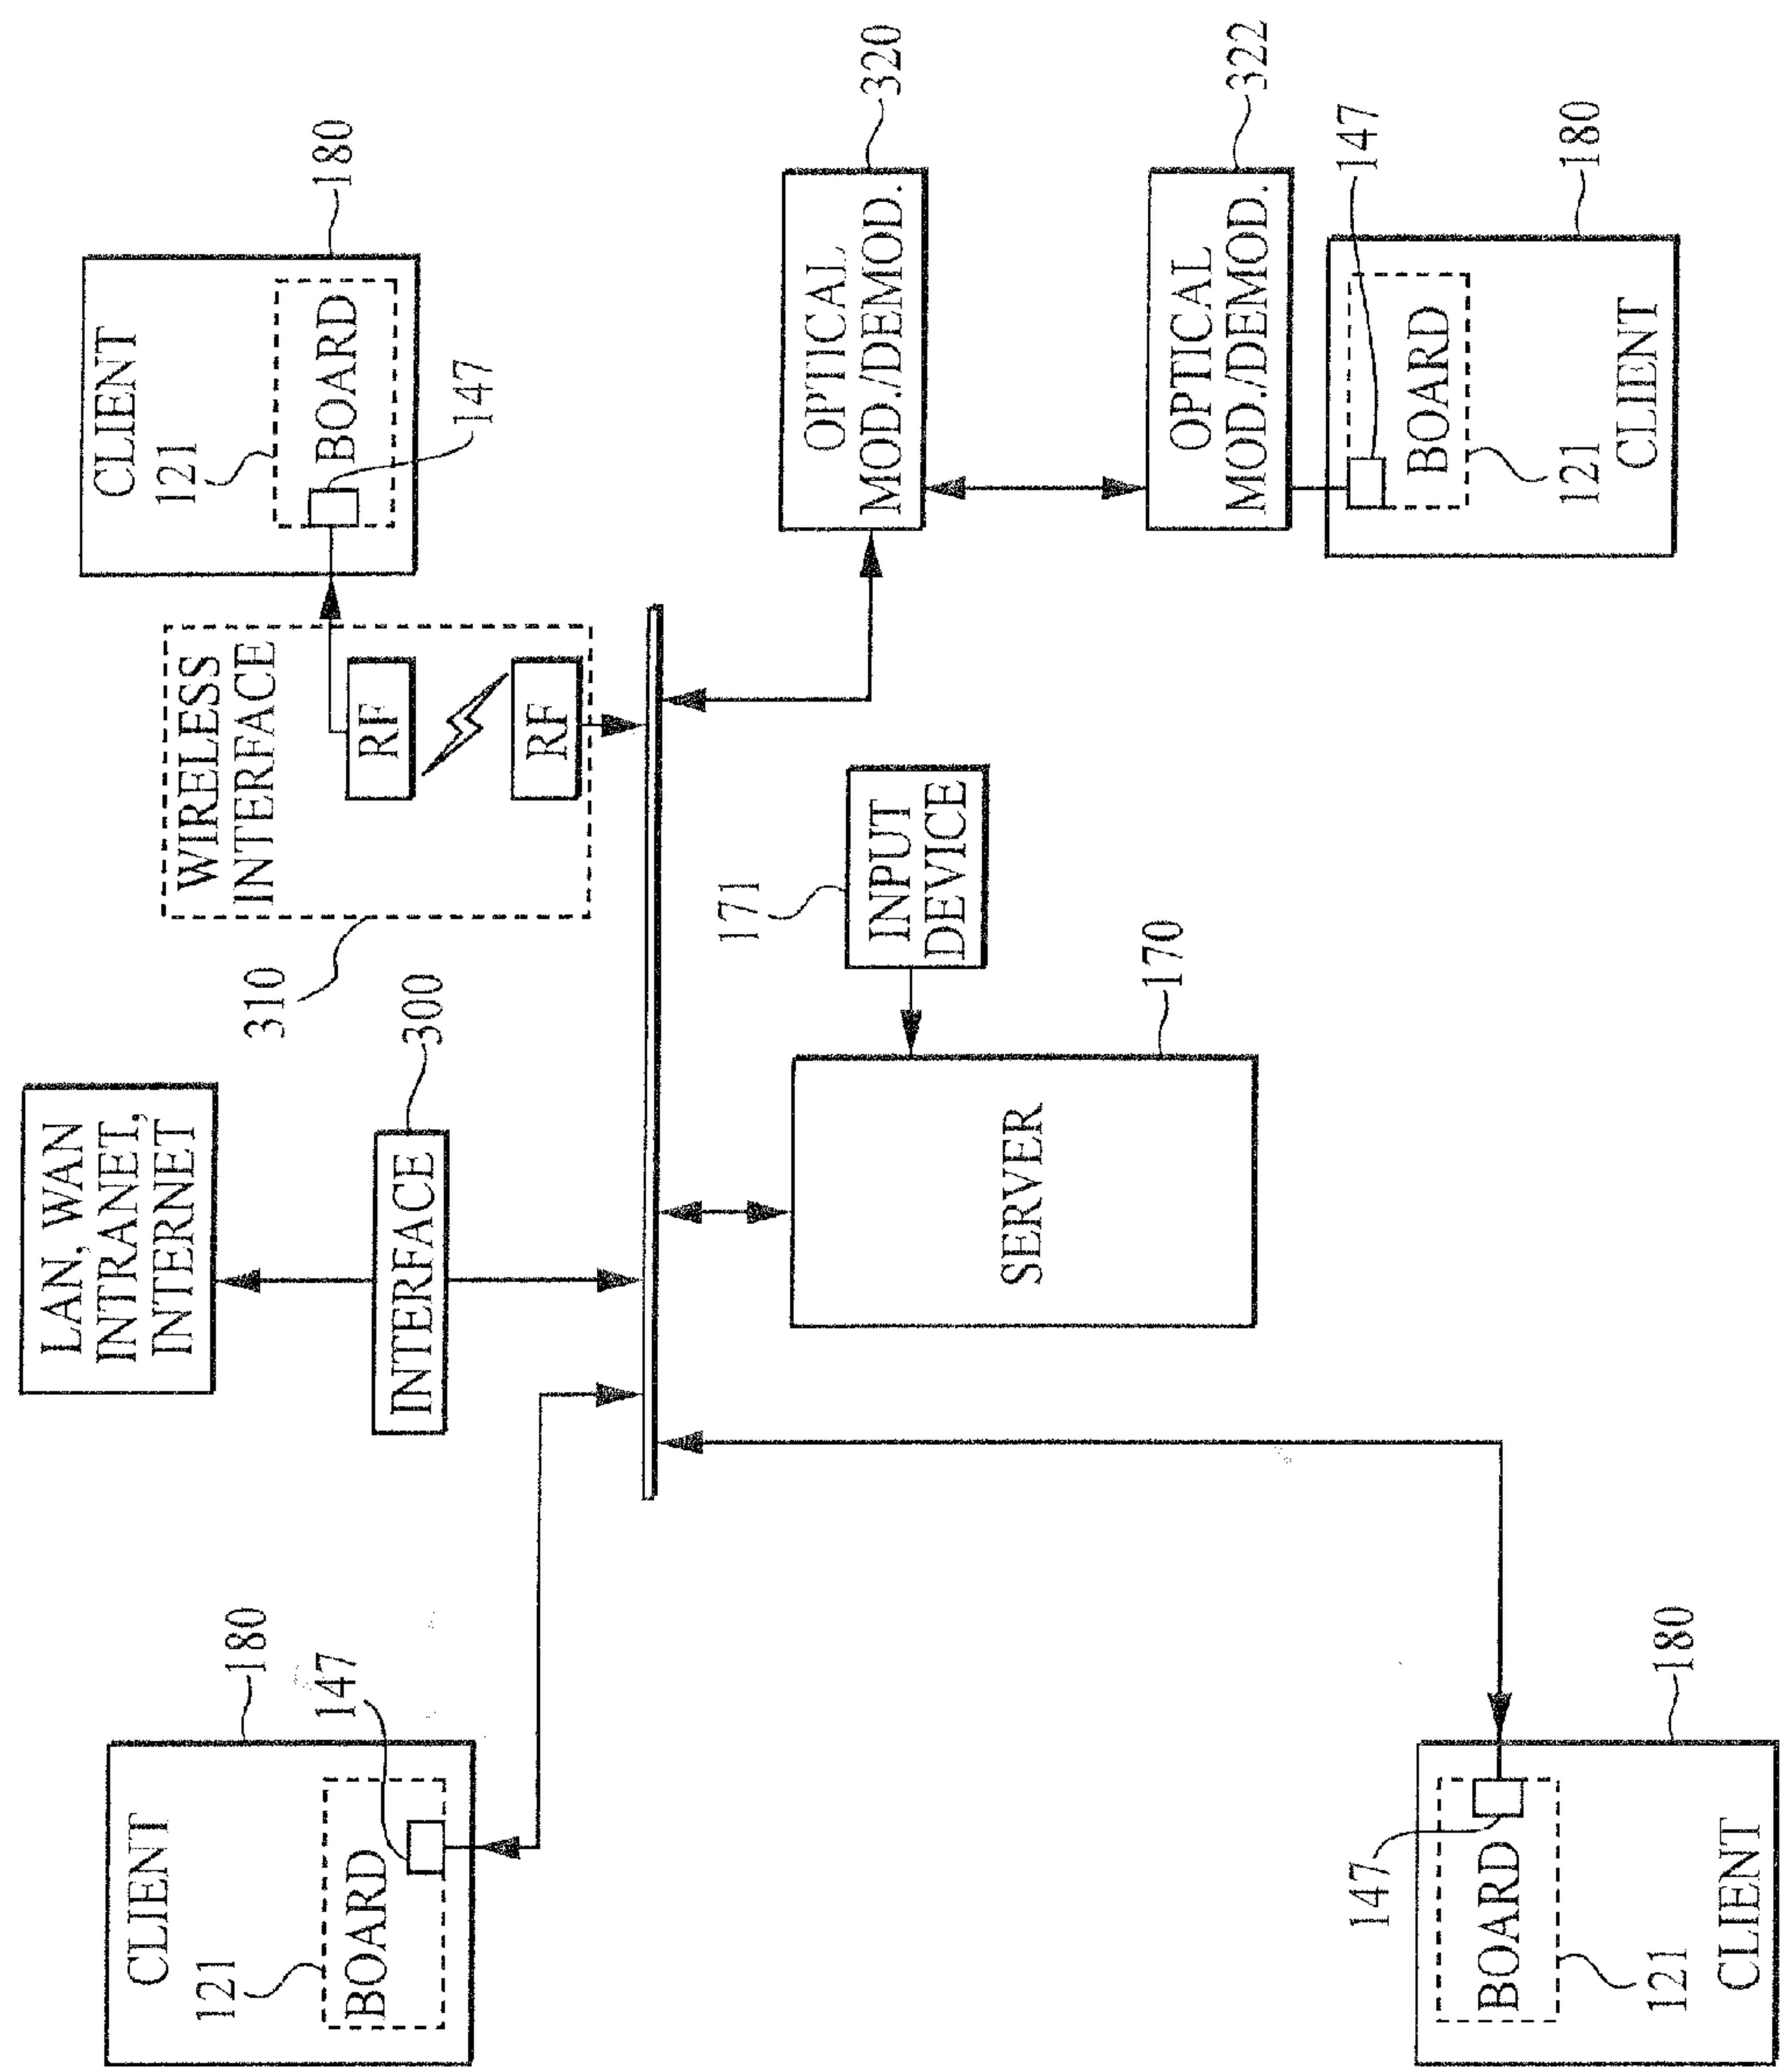 CLIENT
180
121
BOARD
147
LAN, WAN
INTRANET,
INTERNET
INTERFACE
300
WIRELESS
INTERFACE
310
RF
RF
CLIENT
180
121
BOARD
147
SERVER
170
INPUT
DEVICE
171
OPTICAL
MOD./DEMOD.
320
OPTICAL
MOD./DEMOD.
322
147
BOARD
121
CLIENT
180
147
BOARD
121
CLIENT
180